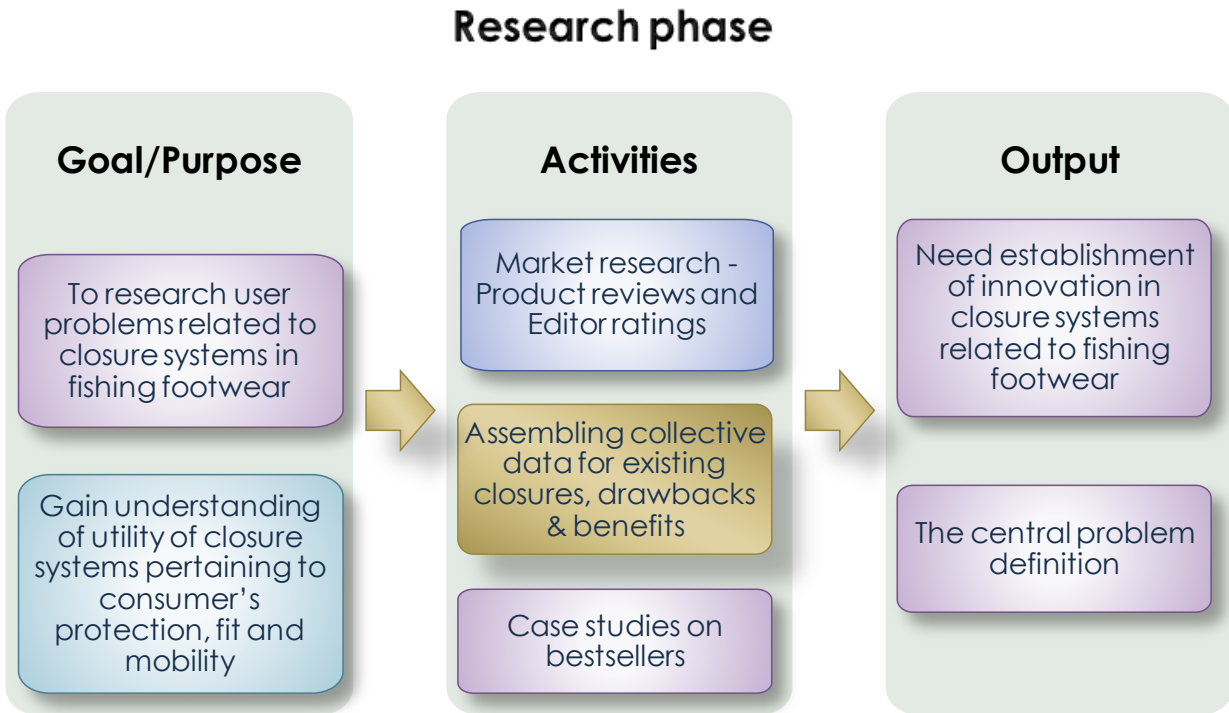 Research phase
Goal/Purpose
To research user
problems related to
closure systems in
fishing footwear
Gain understanding
of utility of closure
systems pertaining to
consumer’s
protection, fit and
mobility
Activities
Market research -
Product reviews and
Editor ratings
Assembling collective
data for existing
closures, drawbacks
& benefits
Case studies on
bestsellers
Output
Need establishment
of innovation in
closure systems
related to fishing
footwear
The central problem
definition